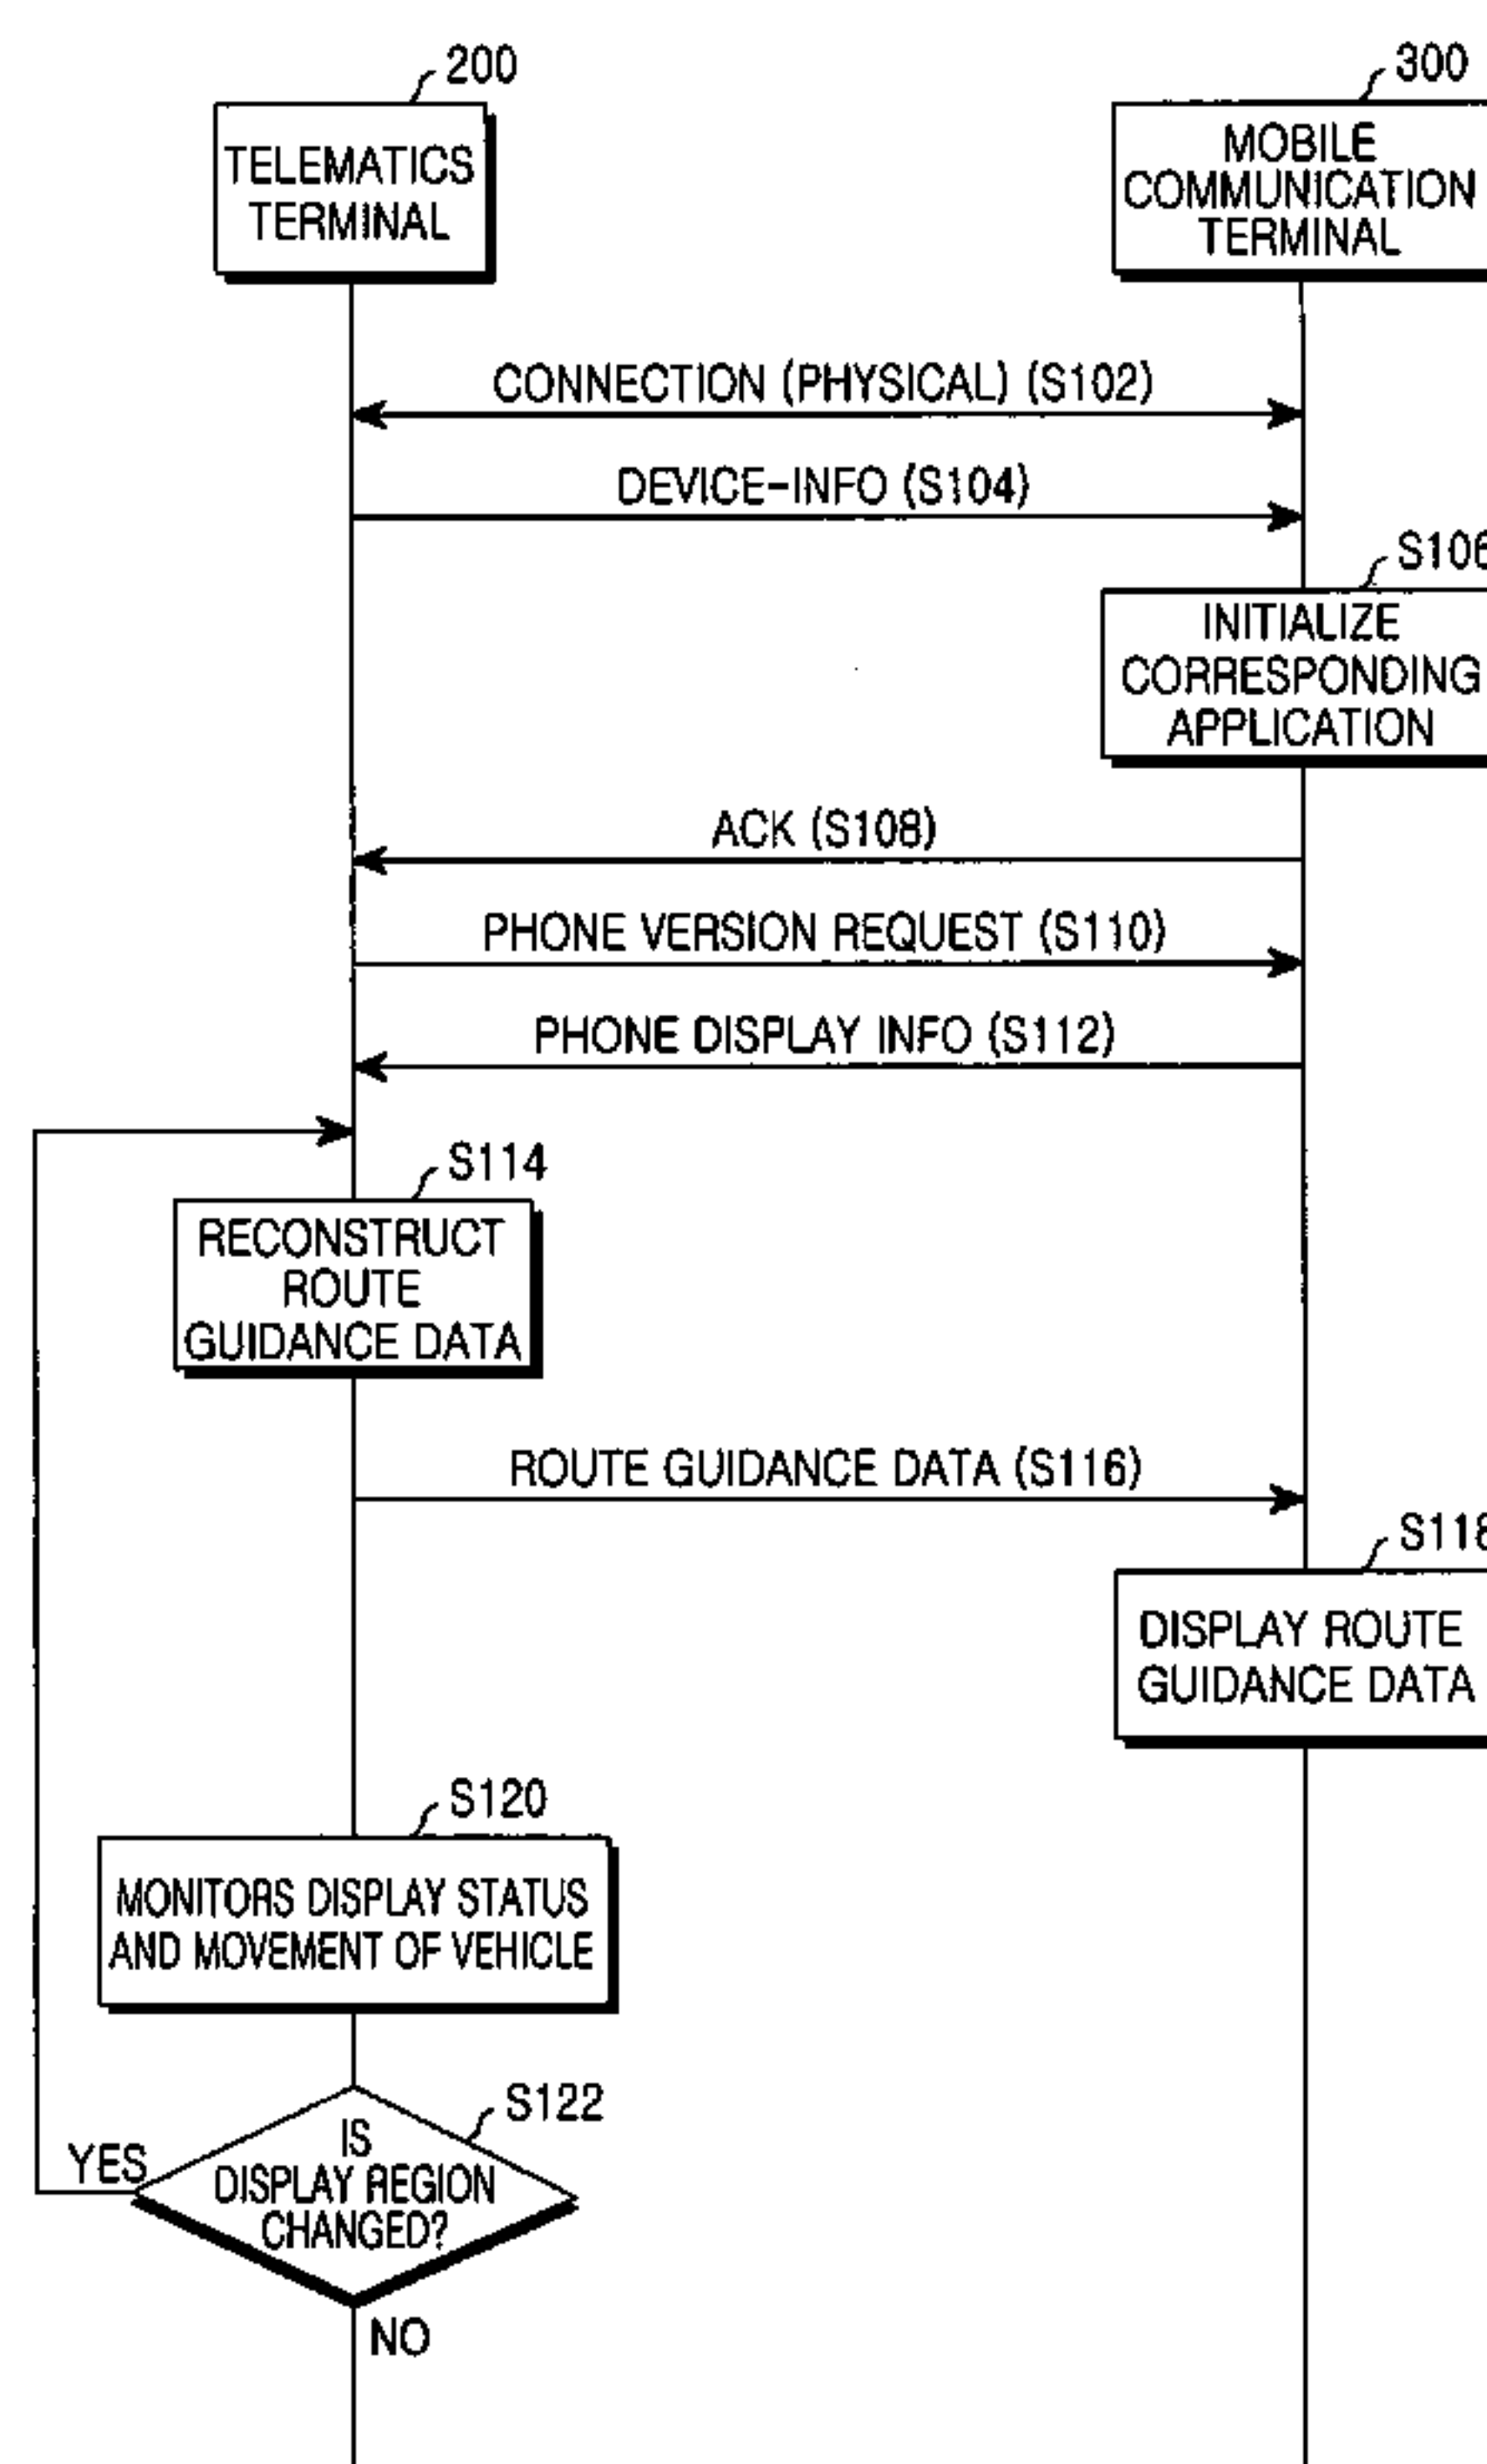 200
300
TELEMATICS
TERMINAL
MOBILE
COMMUNICATION
TERMINAL
CONNECTION (PHYSICAL) (S102)
DEVICE-INFO (S104)
S106
INITIALIZE
CORRESPONDING
APPLICATION
ACK (S108)
PHONE VERSION REQUEST (S110)
PHONE DISPLAY INFO (S112)
S114
RECONSTRUCT
ROUTE
GUIDANCE DATA
ROUTE GUIDANCE DATA (S116)
S118
DISPLAY ROUTE
GUIDANCE DATA
S120
MONITORS DISPLAY STATUS
AND MOVEMENT OF VEHICLE
S122
YES
IS
DISPLAY REGION
CHANGED?
NO